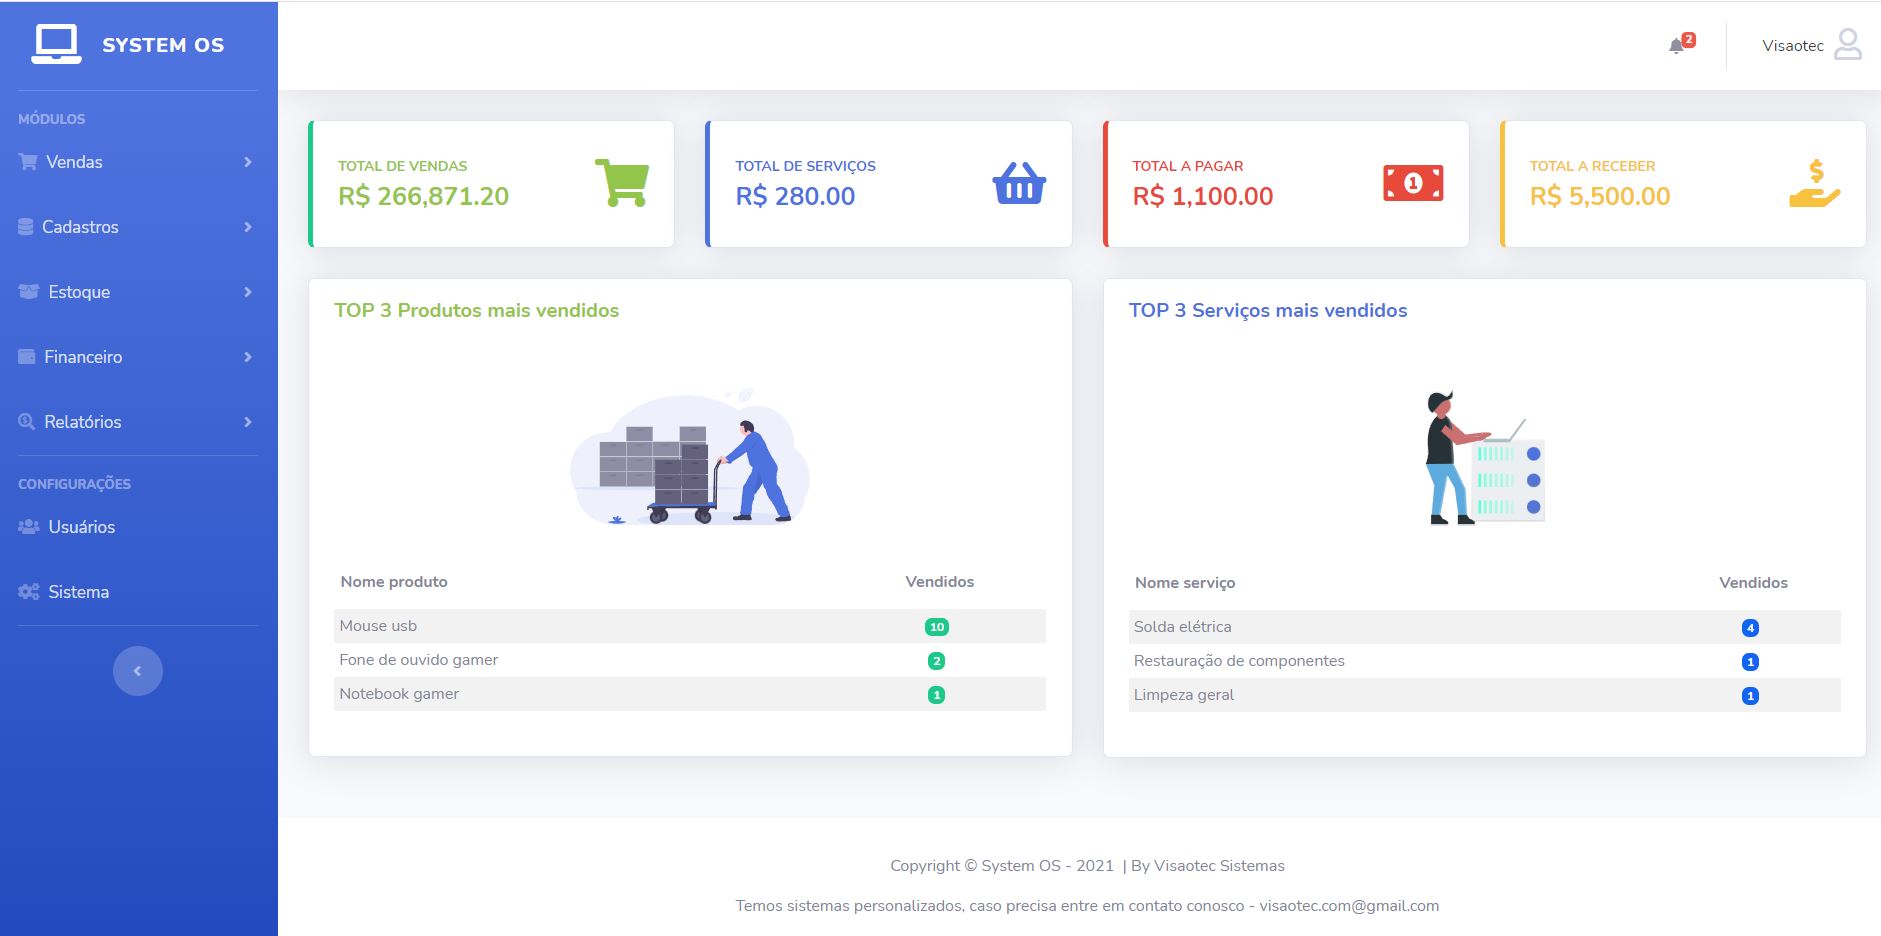 SYSTEM OS
2
Visaotec
MÓDULOS
Vendas
Cadastros
Estoque
Financeiro
Relatórios
CONFIGURAÇÕES
Usuários
Sistema
TOTAL DE VENDAS
R$ 266,871.20
TOTAL DE SERVIÇOS
R$ 280.00
TOTAL A PAGAR
R$ 1,100.00
1
TOTAL A RECEBER
R$ 5,500.00
$
TOP 3 Produtos mais vendidos
Nome produto Vendidos
Mouse usb 10
Fone de ouvido gamer 2
Notebook gamer 1
TOP 3 Serviços mais vendidos
Nome serviço Vendidos
Solda elétrica 4
Restauração de componentes 1
Limpeza geral 1
Copyright © System OS - 2021 | By Visaotec Sistemas
Temos sistemas personalizados, caso precisa entre em contato conosco - visaotec.com@gmail.com